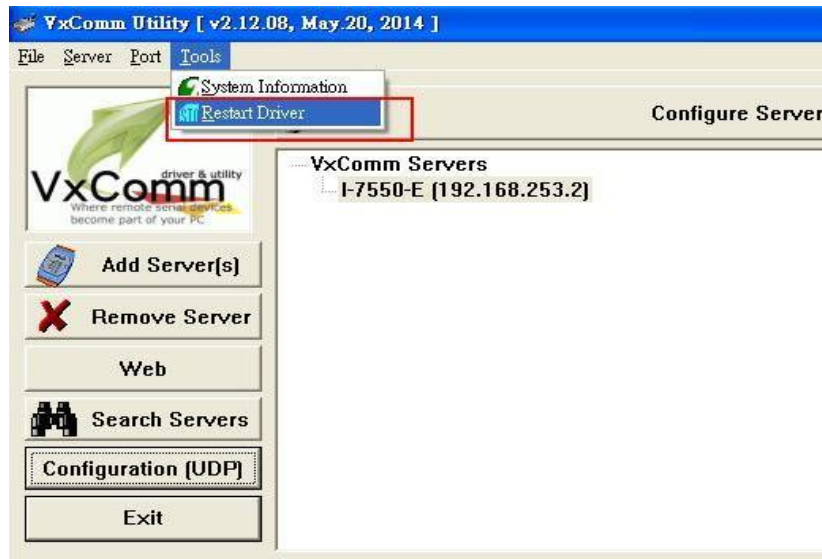 VxComm Utility [ v2.12.08, May.20, 2014 ]
File Server Port Tools
System Information
Restart Driver
Configure Server
VxComm
driver & utility
Where remote serial devices
become part of your PC
VxComm Servers
I-7550-E (192.168.253.2)
Add Server(s)
Remove Server
Web
Search Servers
Configuration (UDP)
Exit